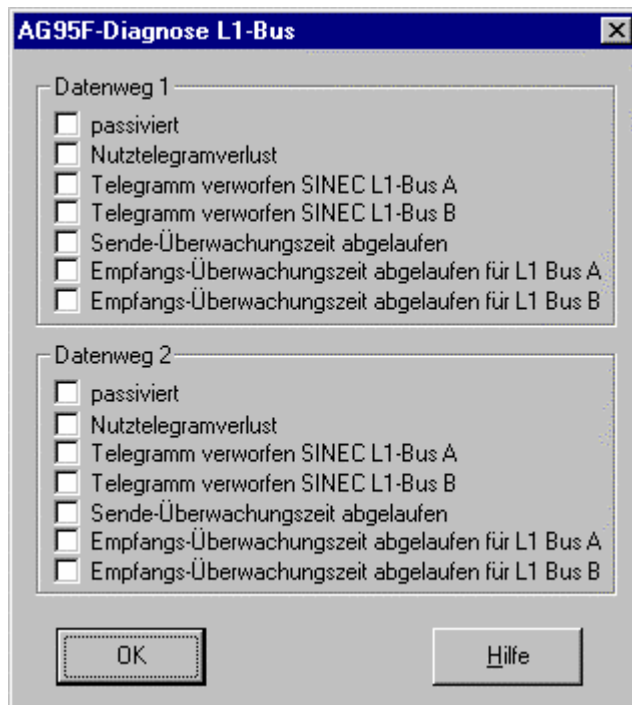 AG95F-Diagnose L1-Bus
Datenweg 1
passiviert
Nutztelegramverlust
Telegramm verworfen SINEC L1-Bus A
Telegramm verworfen SINEC L1-Bus B
Sende-Überwachungszeit abgelaufen
Empfangs-Überwachungszeit abgelaufen für L1 Bus A
Empfangs-Überwachungszeit abgelaufen für L1 Bus B
Datenweg 2
passiviert
Nutztelegramverlust
Telegramm verworfen SINEC L1-Bus A
Telegramm verworfen SINEC L1-Bus B
Sende-Überwachungszeit abgelaufen
Empfangs-Überwachungszeit abgelaufen für L1 Bus A
Empfangs-Überwachungszeit abgelaufen für L1 Bus B
OK Hilfe